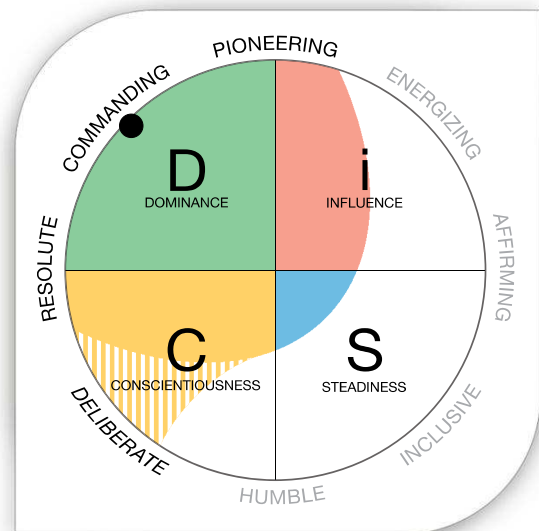 PIONEERING
ENERGIZING
COMMANDING
D
DOMINANCE
i
INFLUENCE
RESOLUTE
AFFIRMING
C
CONSCIENTIOUSNESS
S
STEADINESS
DELIBERATE
INCLUSIVE
HUMBLE